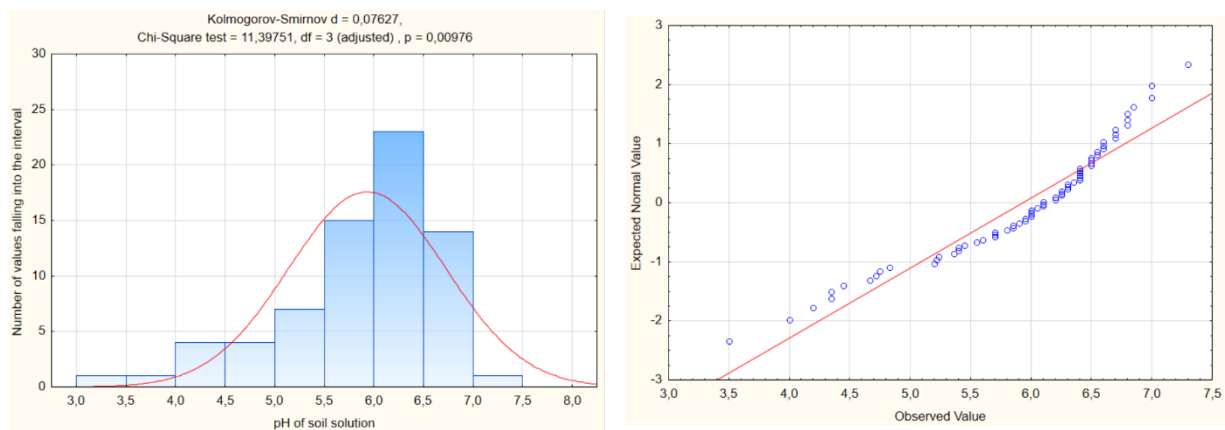 Kolmogorov-Smirnov d = 0,07627,
Chi-Square test = 11,39751, df = 3 (adjusted) , p = 0,00976
Number of values falling into the interval
30
25
20
15
10
5
0
3,0 3,5 4,0 4,5 5,0 5,5 6,0 6,5 7,0 7,5 8,0
pH of soil solution
Expected Normal Value
3
2
1
0
-1
-2
-3
3,0 3,5 4,0 4,5 5,0 5,5 6,0 6,5 7,0 7,5
Observed Value